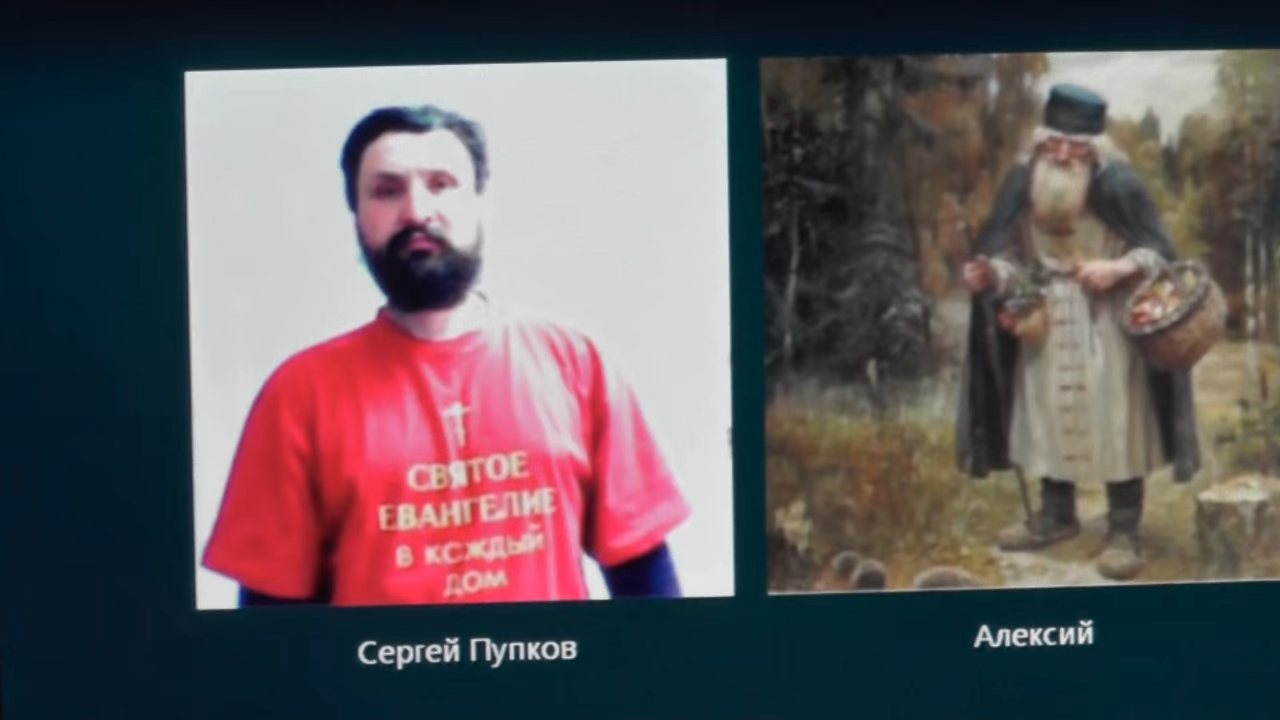 СВЯТОЕ
ЕВАНГЕЛИЕ
В КАЖДЫЙ
ДОМ
Сергей Пупков
Алексий